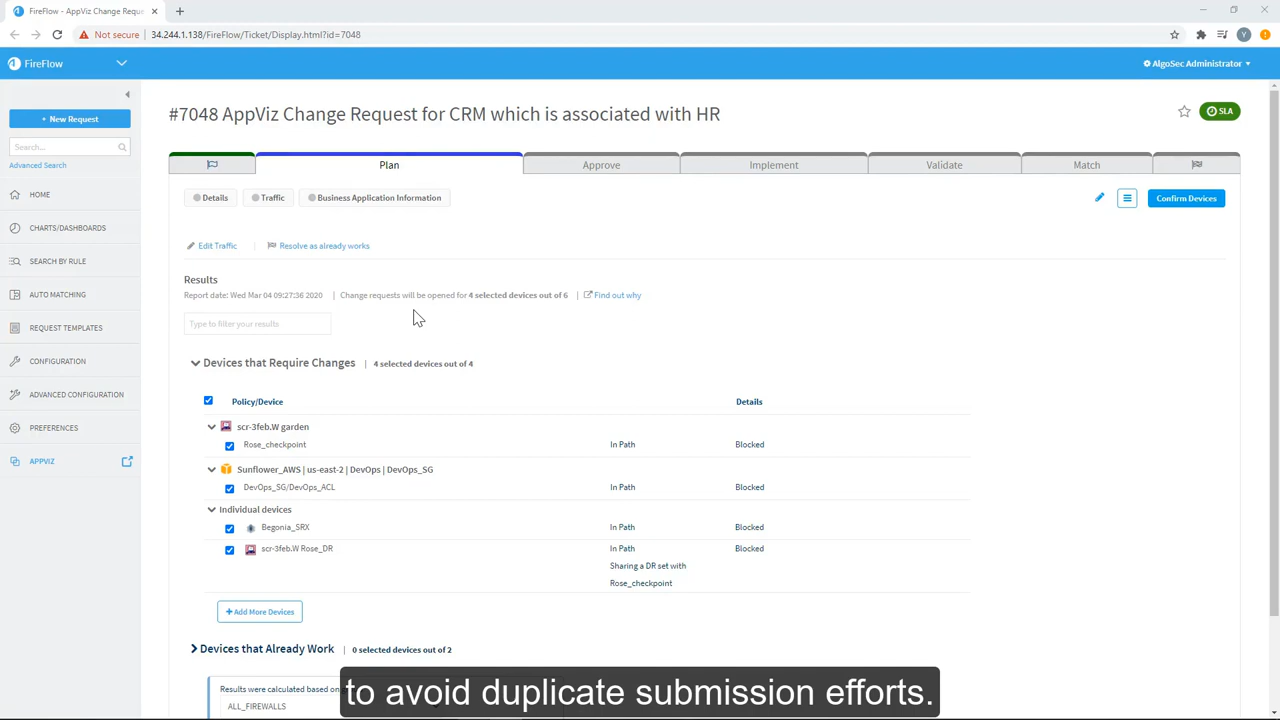 FireFlow - AppViz Change Reque
Not secure | 34.244.1.138/FireFlow/Ticket/Display.html?id=7048
Y
FireFlow
AlgoSec Administrator
+ New Request
Search...
Advanced Search
HOME
CHARTS/DASHBOARDS
SEARCH BY RULE
AUTO MATCHING
REQUEST TEMPLATES
CONFIGURATION
ADVANCED CONFIGURATION
PREFERENCES
APPVIZ
#7048 AppViz Change Request for CRM which is associated with HR
SLA
Plan Approve Implement Validate Match
Details Traffic Business Application Information
Confirm Devices
Edit Traffic | Resolve as already works
Results
Report date: Wed Mar 04 09:27:36 2020 | Change requests will be opened for 4 selected devices out of 6 | Find out why
Type to filter your results
Devices that Require Changes | 4 selected devices out of 4
Policy/Device Details
scr-3feb.W garden
Rose_checkpoint In Path Blocked
Sunflower_AWS | us-east-2 | DevOps | DevOps_SG
DevOps_SG/DevOps_ACL In Path Blocked
Individual devices
Begonia_SRX In Path Blocked
scr-3feb.W Rose_DR In Path Blocked
Sharing a DR set with
Rose_checkpoint
+ Add More Devices
Devices that Already Work | 0 selected devices out of 2
Results were calculated based on
ALL_FIREWALLS
to avoid duplicate submission efforts.